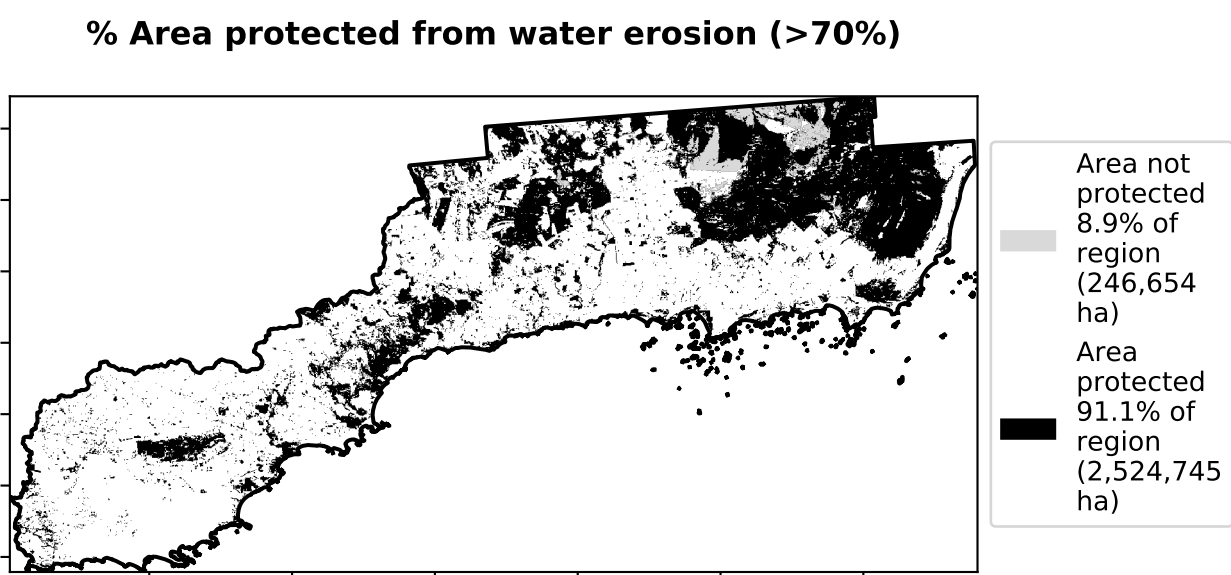 % Area protected from water erosion (>70%)
Area not
protected
8.9% of
region
(246,654
ha)
Area
protected
91.1% of
region
(2,524,745
ha)